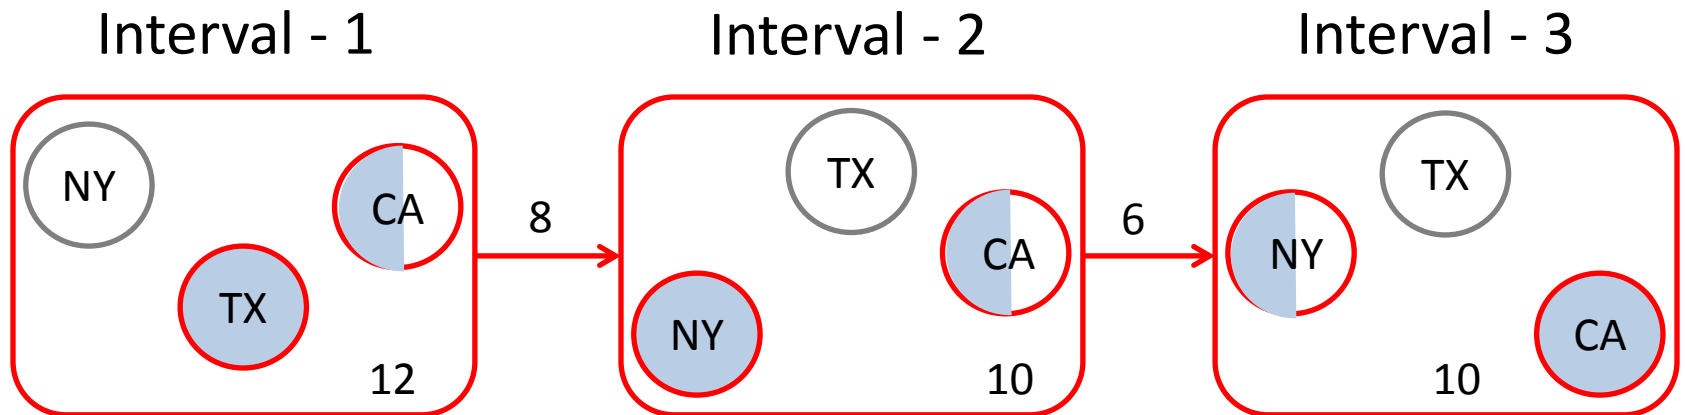 Interval - 1
Interval - 2
Interval - 3
NY
CA
TX
12
8
TX
CA
NY
10
6
TX
NY
CA
10